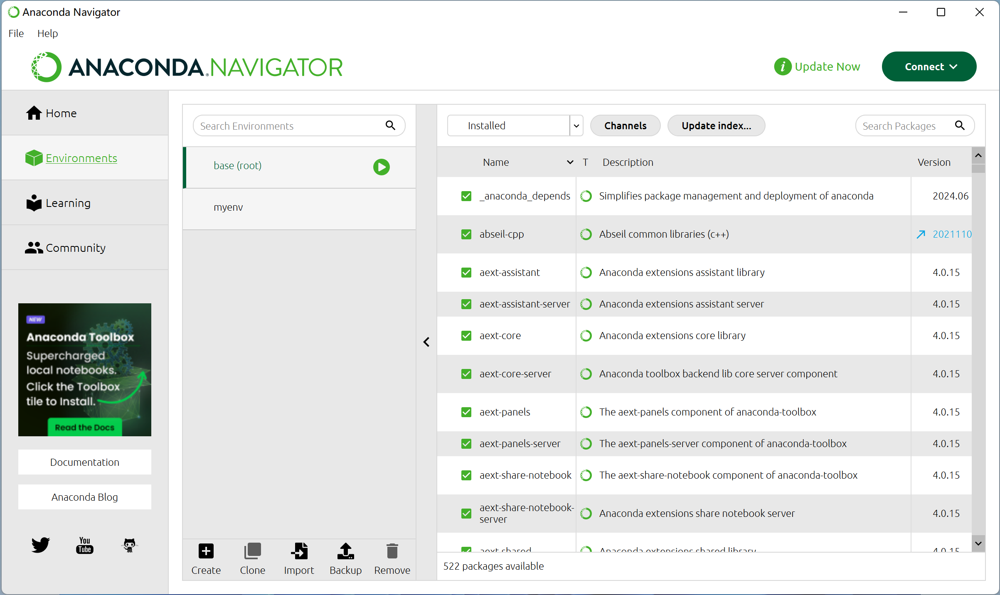 Anaconda Navigator
File Help
ANACONDA.NAVIGATOR
Update Now
Connect
Home
Environments
Learning
Community
NEW
Anaconda Toolbox
Supercharged
local notebooks.
Click the Toolbox
tile to Install.
Read the Docs
Documentation
Anaconda Blog
You
Tube
Search Environments
base (root)
myenv
Create Clone Import Backup Remove
Installed Channels Update index... Search Packages
Name T Description Version
_anaconda_depends Simplifies package management and deployment of anaconda 2024.06
abseil-cpp Abseil common libraries (c++) 2021110
aext-assistant Anaconda extensions assistant library 4.0.15
aext-assistant-server Anaconda extensions assistant server 4.0.15
aext-core Anaconda extensions core library 4.0.15
aext-core-server Anaconda toolbox backend lib core server component 4.0.15
aext-panels The aext-panels component of anaconda-toolbox 4.0.15
aext-panels-server The aext-panels-server component of anaconda-toolbox 4.0.15
aext-share-notebook The aext-share-notebook component of anaconda-toolbox 4.0.15
aext-share-notebook-
server Anaconda extensions share notebook server 4.0.15
aext-shared Anaconda extensions shared library 4.0.15
522 packages available